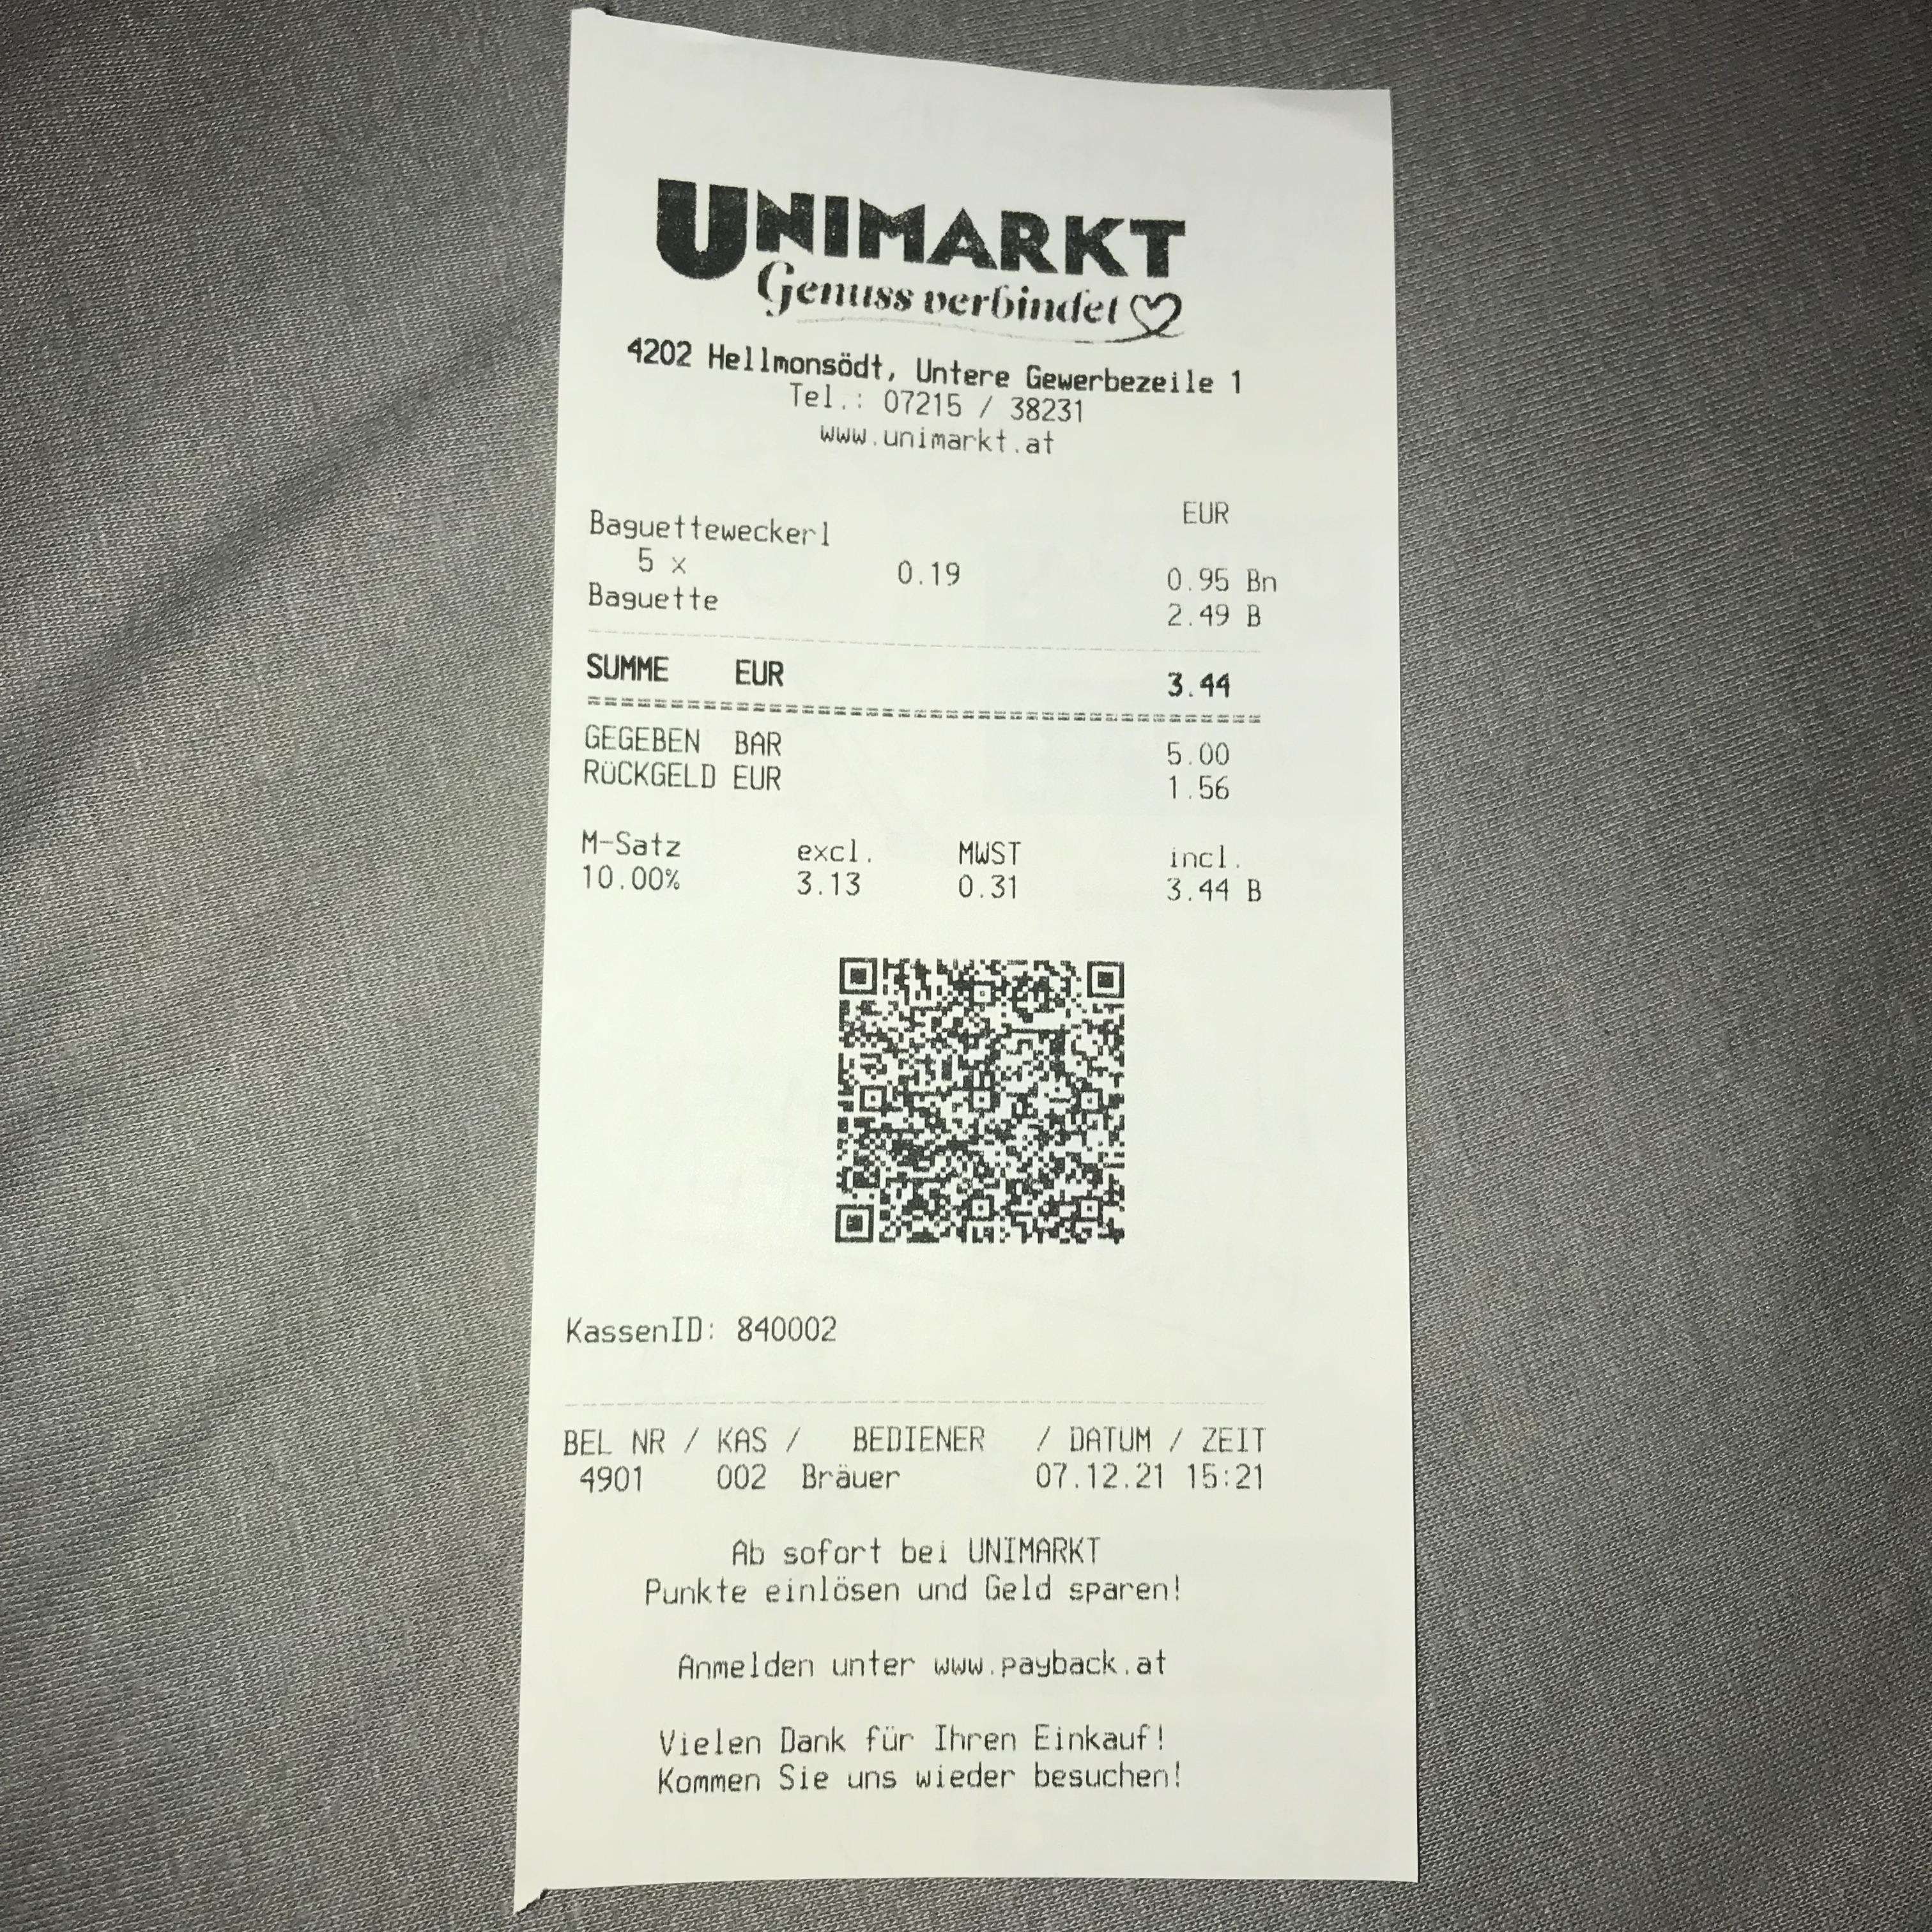 UNIMARKT
Genuss verbindet
4202 Hellmonsödt, Untere Gewerbezeile 1
Tel.: 07215 / 38231
www.unimarkt.at
EUR
Baguetteweckerl
5 x 0.19 0.95 Bn
Baguette 2.49 B
SUMME EUR 3.44
GEGEBEN BAR 5.00
RÜCKGELD EUR 1.56
M-Satz excl. MWST incl.
10.00% 3.13 0.31 3.44 B
KassenID: 840002
BEL NR / KAS / BEDIENER / DATUM / ZEIT
4901 002 Bräuer 07.12.21 15:21
Ab sofort bei UNIMARKT
Punkte einlösen und Geld sparen!
Anmelden unter www.payback.at
Vielen Dank für Ihren Einkauf!
Kommen Sie uns wieder besuchen!